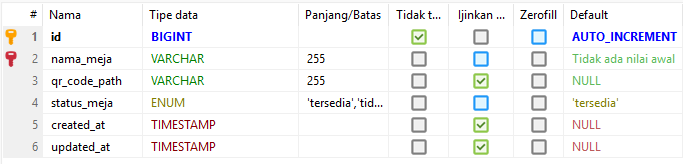 # Nama Tipe data Panjang/Batas Tidak t... Ijinkan ... Zerofill Default
1 id BIGINT AUTO_INCREMENT
2 nama_meja VARCHAR 255 Tidak ada nilai awal
3 qr_code_path VARCHAR 255 NULL
4 status_meja ENUM 'tersedia','tid... 'tersedia'
5 created_at TIMESTAMP NULL
6 updated_at TIMESTAMP NULL